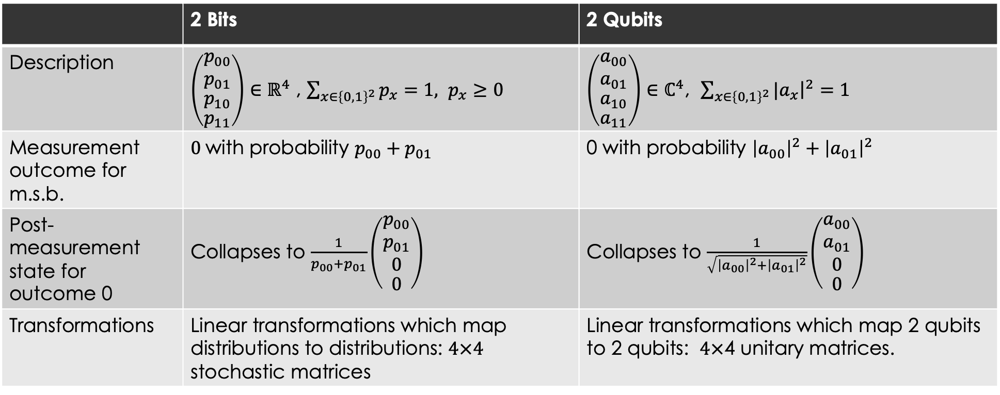 2 Bits
2 Qubits
Description
(p₀₀ p₀₁ p₁₀ p₁₁) ∈ ℝ⁴ , ∑ₓ∈{0,1}² pₓ = 1, pₓ ≥ 0
(a₀₀ a₀₁ a₁₀ a₁₁) ∈ ℂ⁴, ∑ₓ∈{0,1}² |aₓ|² = 1
Measurement
outcome for
m.s.b.
0 with probability p₀₀ + p₀₁
0 with probability |a₀₀|² + |a₀₁|²
Post-
measurement
state for
outcome 0
Collapses to 1/(p₀₀+p₀₁) (p₀₀ p₀₁ 0 0)
Collapses to 1/√(|a₀₀|²+|a₀₁|²) (a₀₀ a₀₁ 0 0)
Transformations
Linear transformations which map
distributions to distributions: 4×4
stochastic matrices
Linear transformations which map 2 qubits
to 2 qubits: 4×4 unitary matrices.